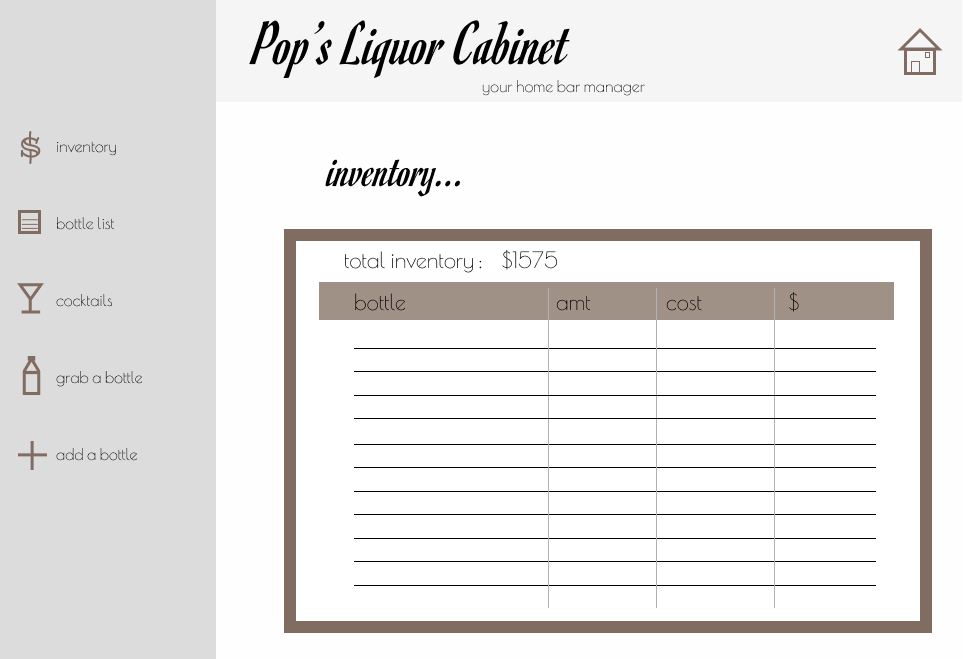 Pop's Liquor Cabinet
your home bar manager
inventory
bottle list
cocktails
grab a bottle
add a bottle
inventory...
total inventory : $1575
bottle amt cost $